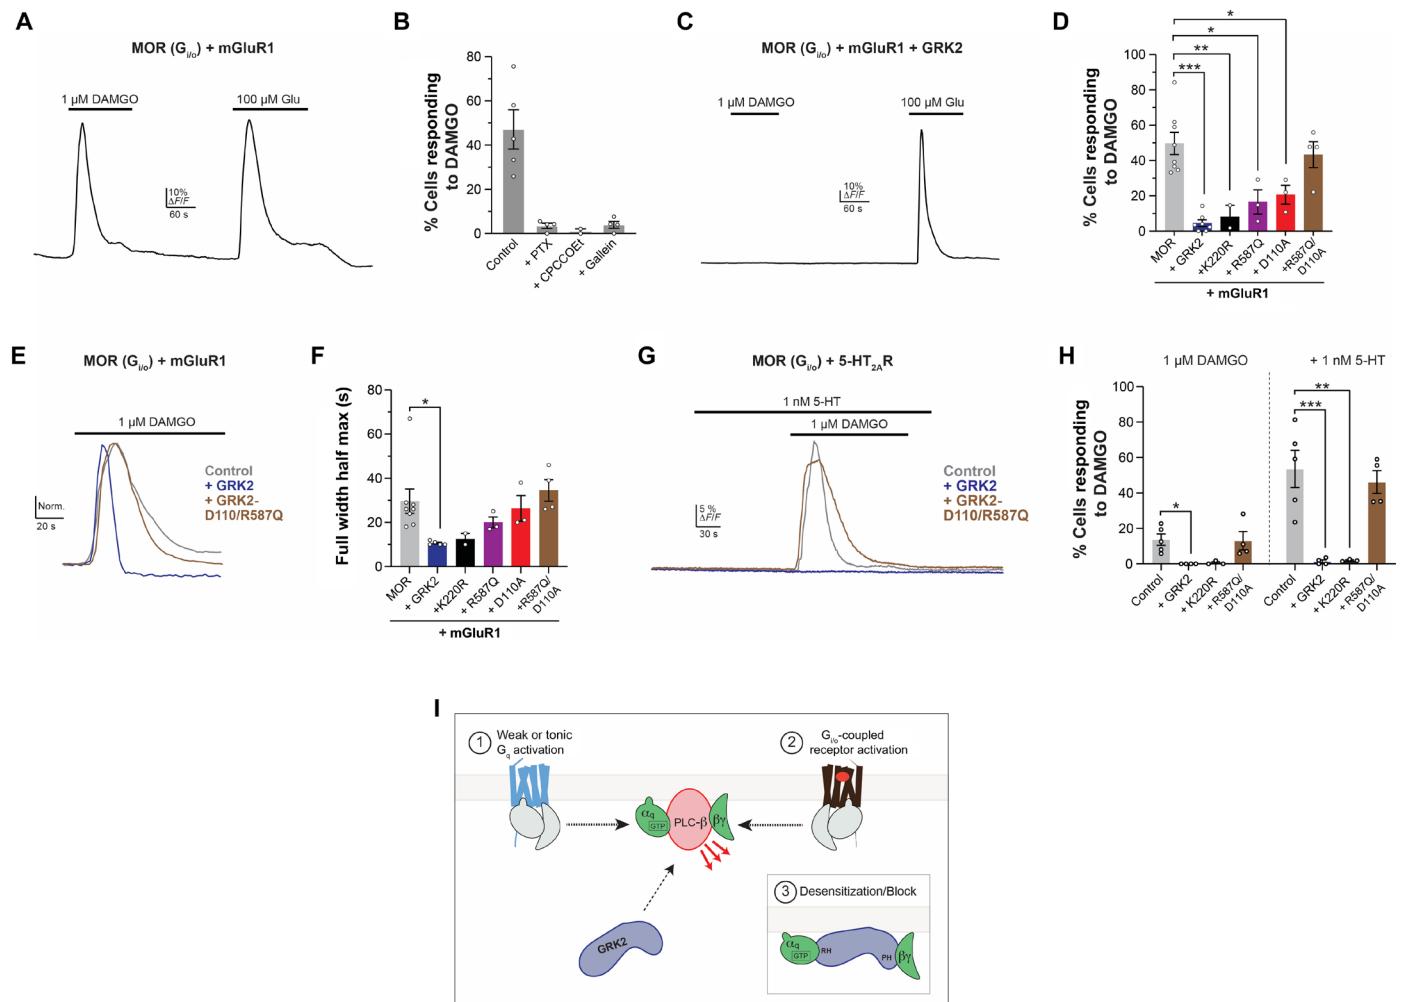 A
MOR (Gi/o) + mGluR1
1 µM DAMGO
100 µM Glu
10%
ΔF/F
60 s
B
% Cells responding
to DAMGO
80
60
40
20
0
Control
+ PTX
+ CPCCOEt
+ Gallein
C
MOR (Gi/o) + mGluR1 + GRK2
1 µM DAMGO
100 µM Glu
10%
ΔF/F
60 s
D
% Cells responding
to DAMGO
100
80
60
40
20
0
*
*
**
***
MOR
+ GRK2
+K220R
+ R587Q
+ D110A
+R587Q/
D110A
+ mGluR1
E
MOR (Gi/o) + mGluR1
1 µM DAMGO
Control
+ GRK2
+ GRK2-
D110/R587Q
Norm.
20 s
F
Full width half max (s)
80
60
40
20
0
*
MOR
+ GRK2
+K220R
+ R587Q
+ D110A
+R587Q/
D110A
+ mGluR1
G
MOR (Gi/o) + 5-HT2AR
1 nM 5-HT
1 µM DAMGO
Control
+ GRK2
+ GRK2-
D110/R587Q
5 %
ΔF/F
30 s
H
1 µM DAMGO
+ 1 nM 5-HT
% Cells responding
to DAMGO
100
80
60
40
20
0
*
**
***
Control
+ GRK2
+ K220R
+R587Q/
D110A
Control
+ GRK2
+ K220R
+R587Q/
D110A
I
1 Weak or tonic
Gq activation
2 Gi/o-coupled
receptor activation
αq
GTP
PLC-β
βγ
GRK2
3 Desensitization/Block
αq
GTP
RH
PH
βγ